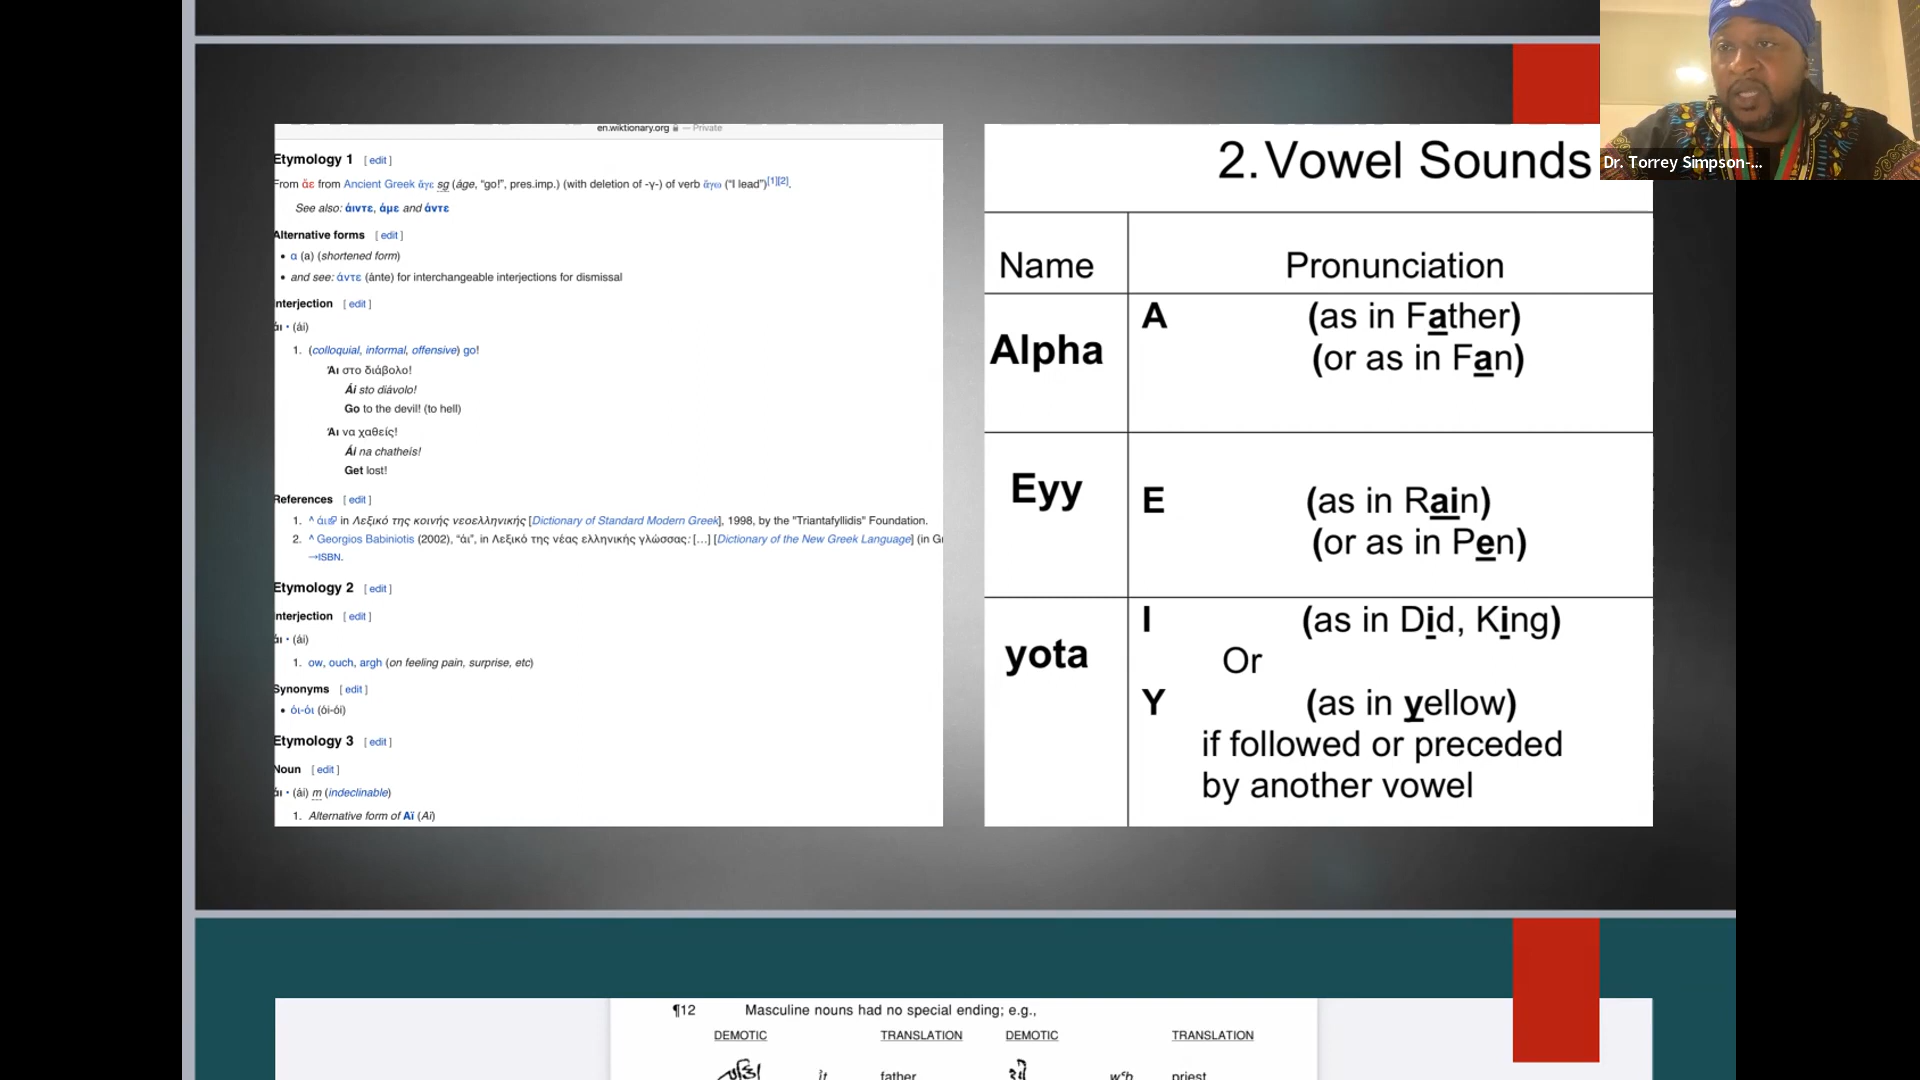 en.wiktionary.org — Private
Etymology 1 [ edit ]
From ἄε from Ancient Greek ἄγε sg (áge, “go!”, pres.imp.) (with deletion of -γ-) of verb ἄγω (“I lead”)[1][2].
See also: άιντε, άμε and άντε
Alternative forms [ edit ]
• α (a) (shortened form)
• and see: άντε (ánte) for interchangeable interjections for dismissal
nterjection [ edit ]
άι • (ái)
1. (colloquial, informal, offensive) go!
Άι στο διάβολο!
Ái sto diávolo!
Go to the devil! (to hell)
Άι να χαθείς!
Ái na chatheís!
Get lost!
References [ edit ]
1. ^ άι in Λεξικό της κοινής νεοελληνικής [Dictionary of Standard Modern Greek], 1998, by the "Triantafyllidis" Foundation.
2. ^ Georgios Babiniotis (2002), “άι”, in Λεξικό της νέας ελληνικής γλώσσας: […] [Dictionary of the New Greek Language] (in Gr
→ISBN.
Etymology 2 [ edit ]
nterjection [ edit ]
άι • (ái)
1. ow, ouch, argh (on feeling pain, surprise, etc)
Synonyms [ edit ]
• όι-όι (ói-ói)
Etymology 3 [ edit ]
Noun [ edit ]
άι • (ái) m (indeclinable)
1. Alternative form of Αϊ (Aï)
2. Vowel Sounds
Name Pronunciation
Alpha
A (as in Father)
(or as in Fan)
Eyy
E (as in Rain)
(or as in Pen)
yota
I (as in Did, King)
Or
Y (as in yellow)
if followed or preceded
by another vowel
Dr. Torrey Simpson-...
¶12 Masculine nouns had no special ending; e.g.,
DEMOTIC TRANSLATION DEMOTIC TRANSLATION
father priest